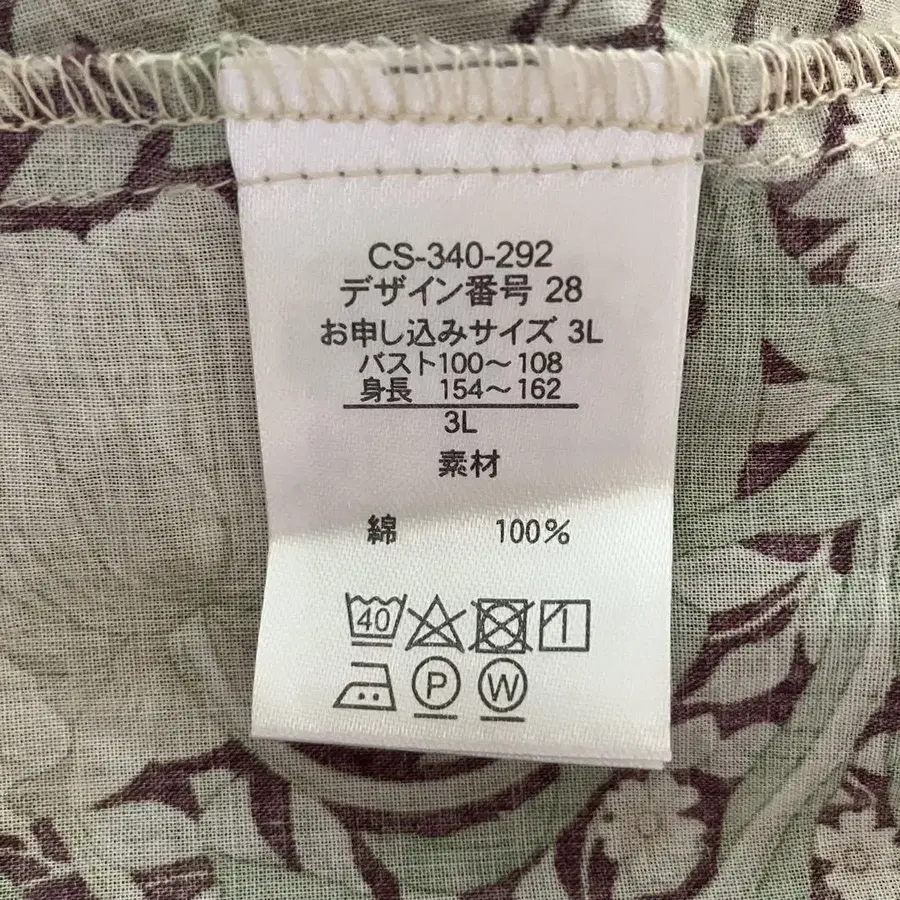 CS-340-292
デザイン番号 28
お申し込みサイズ 3L
バスト100〜108
身長 154〜162
3L
素材
綿 100%
40
P
W